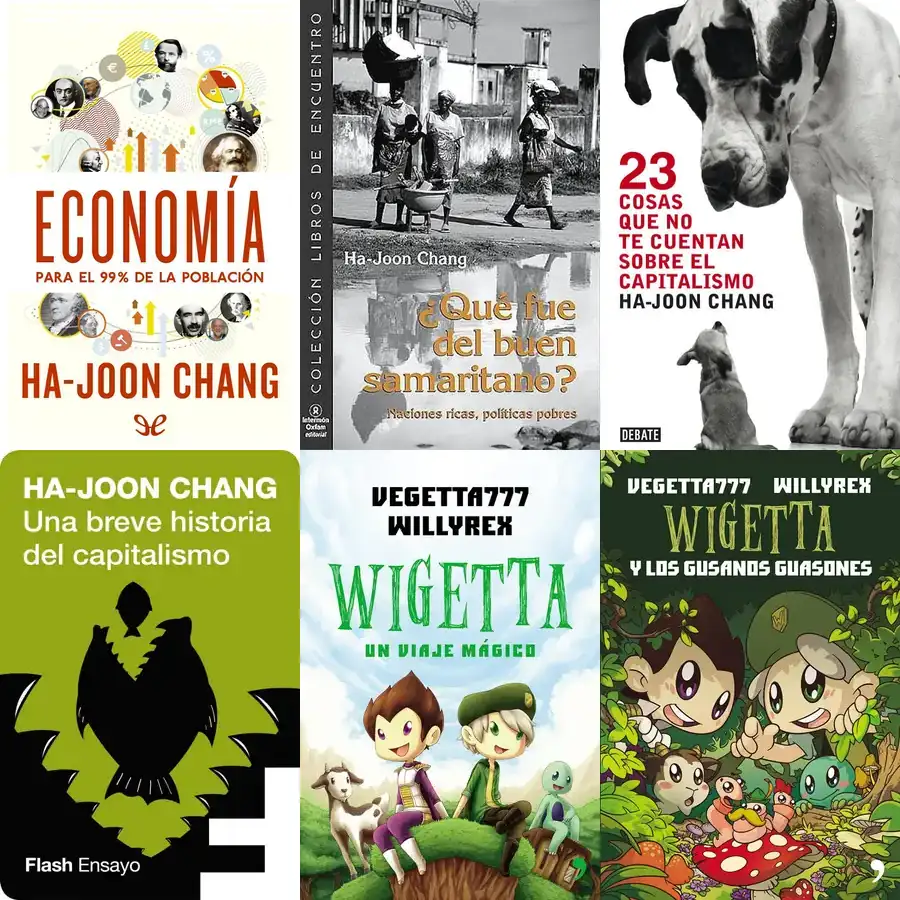 ECONOMÍA
PARA EL 99% DE LA POBLACIÓN
HA-JOON CHANG
COLECCIÓN LIBROS DE ENCUENTRO
Intermón
Oxfam
editorial
Ha-Joon Chang
¿Qué fue
del buen
samaritano?
Naciones ricas, políticas pobres
23
COSAS
QUE NO
TE CUENTAN
SOBRE EL
CAPITALISMO
HA-JOON CHANG
DEBATE
HA-JOON CHANG
Una breve historia
del capitalismo
Flash Ensayo
VEGETTA777
WILLYREX
WIGETTA
UN VIAJE MÁGICO
VEGETTA777 WILLYREX
WIGETTA
Y LOS GUSANOS GUASONES